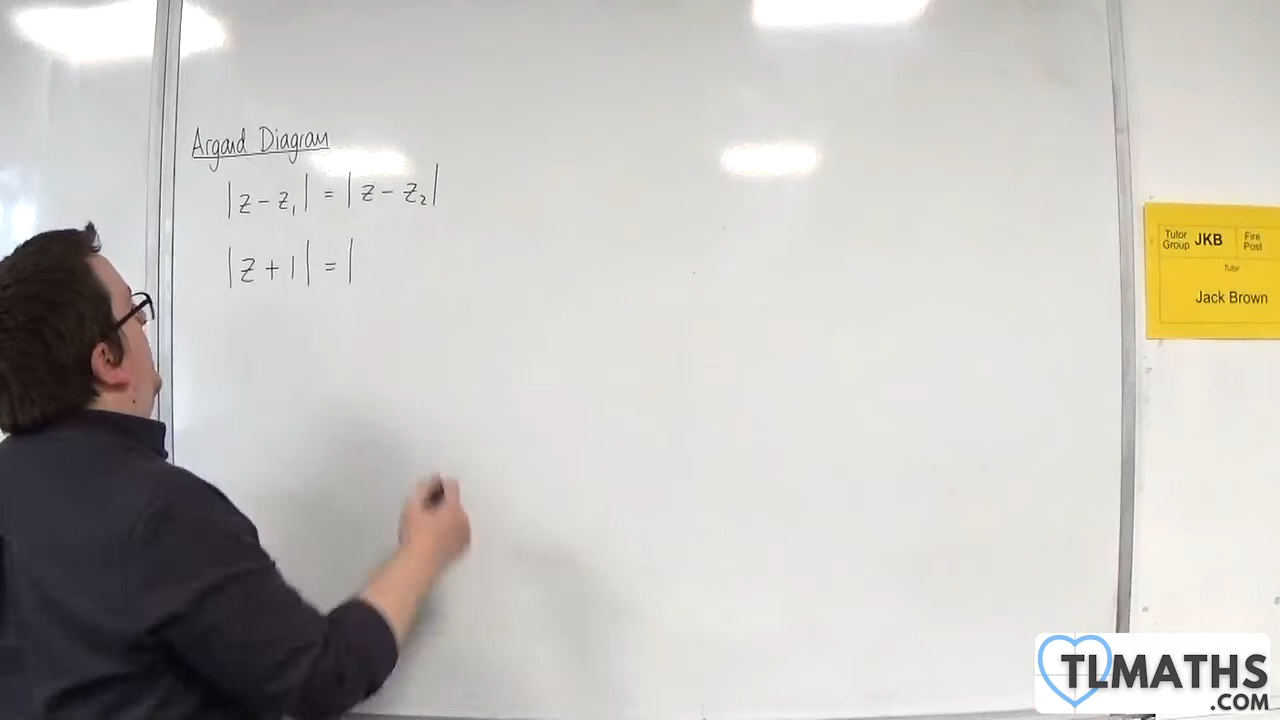 Argand Diagram
|z - z₁| = |z - z₂|
|z + 1| = |
Tutor Group JKB Fire Post
Tutor
Jack Brown
TLMATHS
.COM